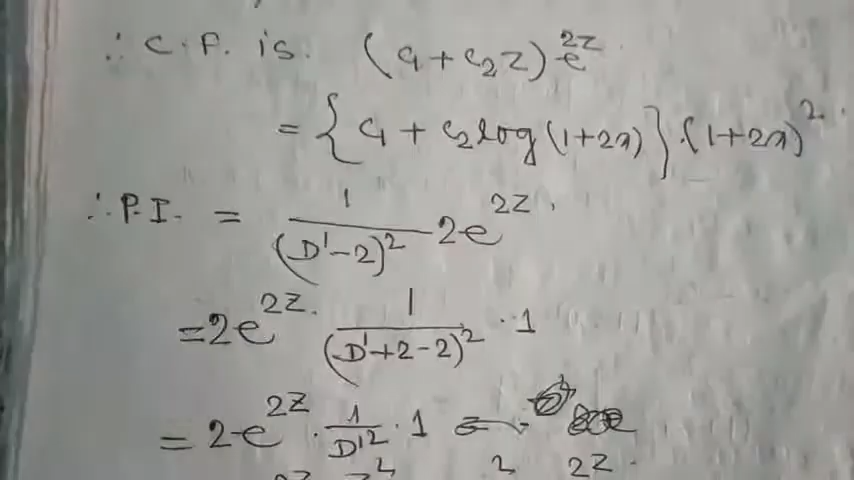 ∴ C.F. is. (c₁ + c₂z) e^{2z}.
= {c₁ + c₂ log(1+2x)}.(1+2x)^2.
∴ P.I. = 1/(D'-2)^2 2e^{2z}.
= 2e^{2z}. 1/(D'+2-2)^2 · 1
= 2e^{2z} · 1/D'^2 · 1